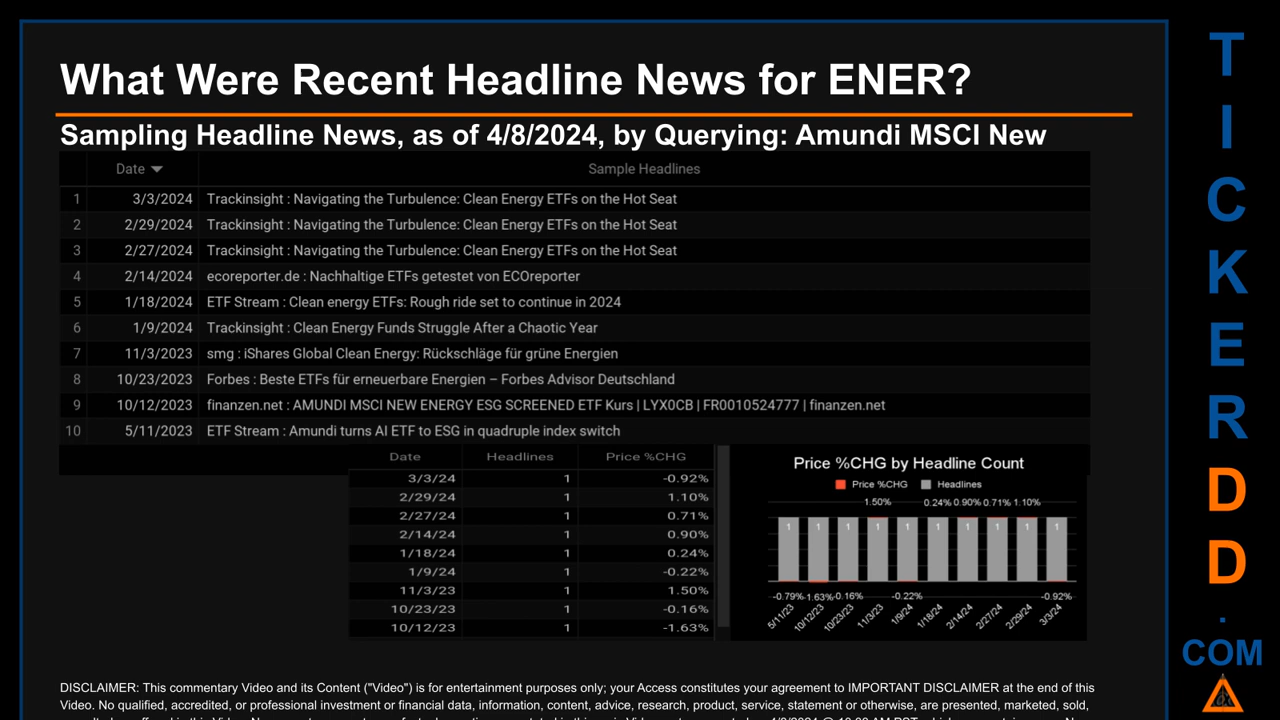 What Were Recent Headline News for ENER?
Sampling Headline News, as of 4/8/2024, by Querying: Amundi MSCI New
Date Sample Headlines
1 3/3/2024 Trackinsight : Navigating the Turbulence: Clean Energy ETFs on the Hot Seat
2 2/29/2024 Trackinsight : Navigating the Turbulence: Clean Energy ETFs on the Hot Seat
3 2/27/2024 Trackinsight : Navigating the Turbulence: Clean Energy ETFs on the Hot Seat
4 2/14/2024 ecoreporter.de : Nachhaltige ETFs getestet von ECOreporter
5 1/18/2024 ETF Stream : Clean energy ETFs: Rough ride set to continue in 2024
6 1/9/2024 Trackinsight : Clean Energy Funds Struggle After a Chaotic Year
7 11/3/2023 smg : iShares Global Clean Energy: Rückschläge für grüne Energien
8 10/23/2023 Forbes : Beste ETFs für erneuerbare Energien – Forbes Advisor Deutschland
9 10/12/2023 finanzen.net : AMUNDI MSCI NEW ENERGY ESG SCREENED ETF Kurs | LYX0CB | FR0010524777 | finanzen.net
10 5/11/2023 ETF Stream : Amundi turns AI ETF to ESG in quadruple index switch
Date Headlines Price %CHG
3/3/24 1 -0.92%
2/29/24 1 1.10%
2/27/24 1 0.71%
2/14/24 1 0.90%
1/18/24 1 0.24%
1/9/24 1 -0.22%
11/3/23 1 1.50%
10/23/23 1 -0.16%
10/12/23 1 -1.63%
Price %CHG by Headline Count
Price %CHG Headlines
1.50% 0.24% 0.90% 0.71% 1.10%
1 1 1 1 1 1 1 1 1 1
-0.79% -1.63% -0.16% -0.22% -0.92%
5/11/23 10/12/23 10/23/23 11/3/23 1/9/24 1/18/24 2/14/24 2/27/24 2/29/24 3/3/24
DISCLAIMER: This commentary Video and its Content ("Video") is for entertainment purposes only; your Access constitutes your agreement to IMPORTANT DISCLAIMER at the end of this
Video. No qualified, accredited, or professional investment or financial data, information, content, advice, research, product, service, statement or otherwise, are presented, marketed, sold,
T
I
C
K
E
R
D
D
.
COM